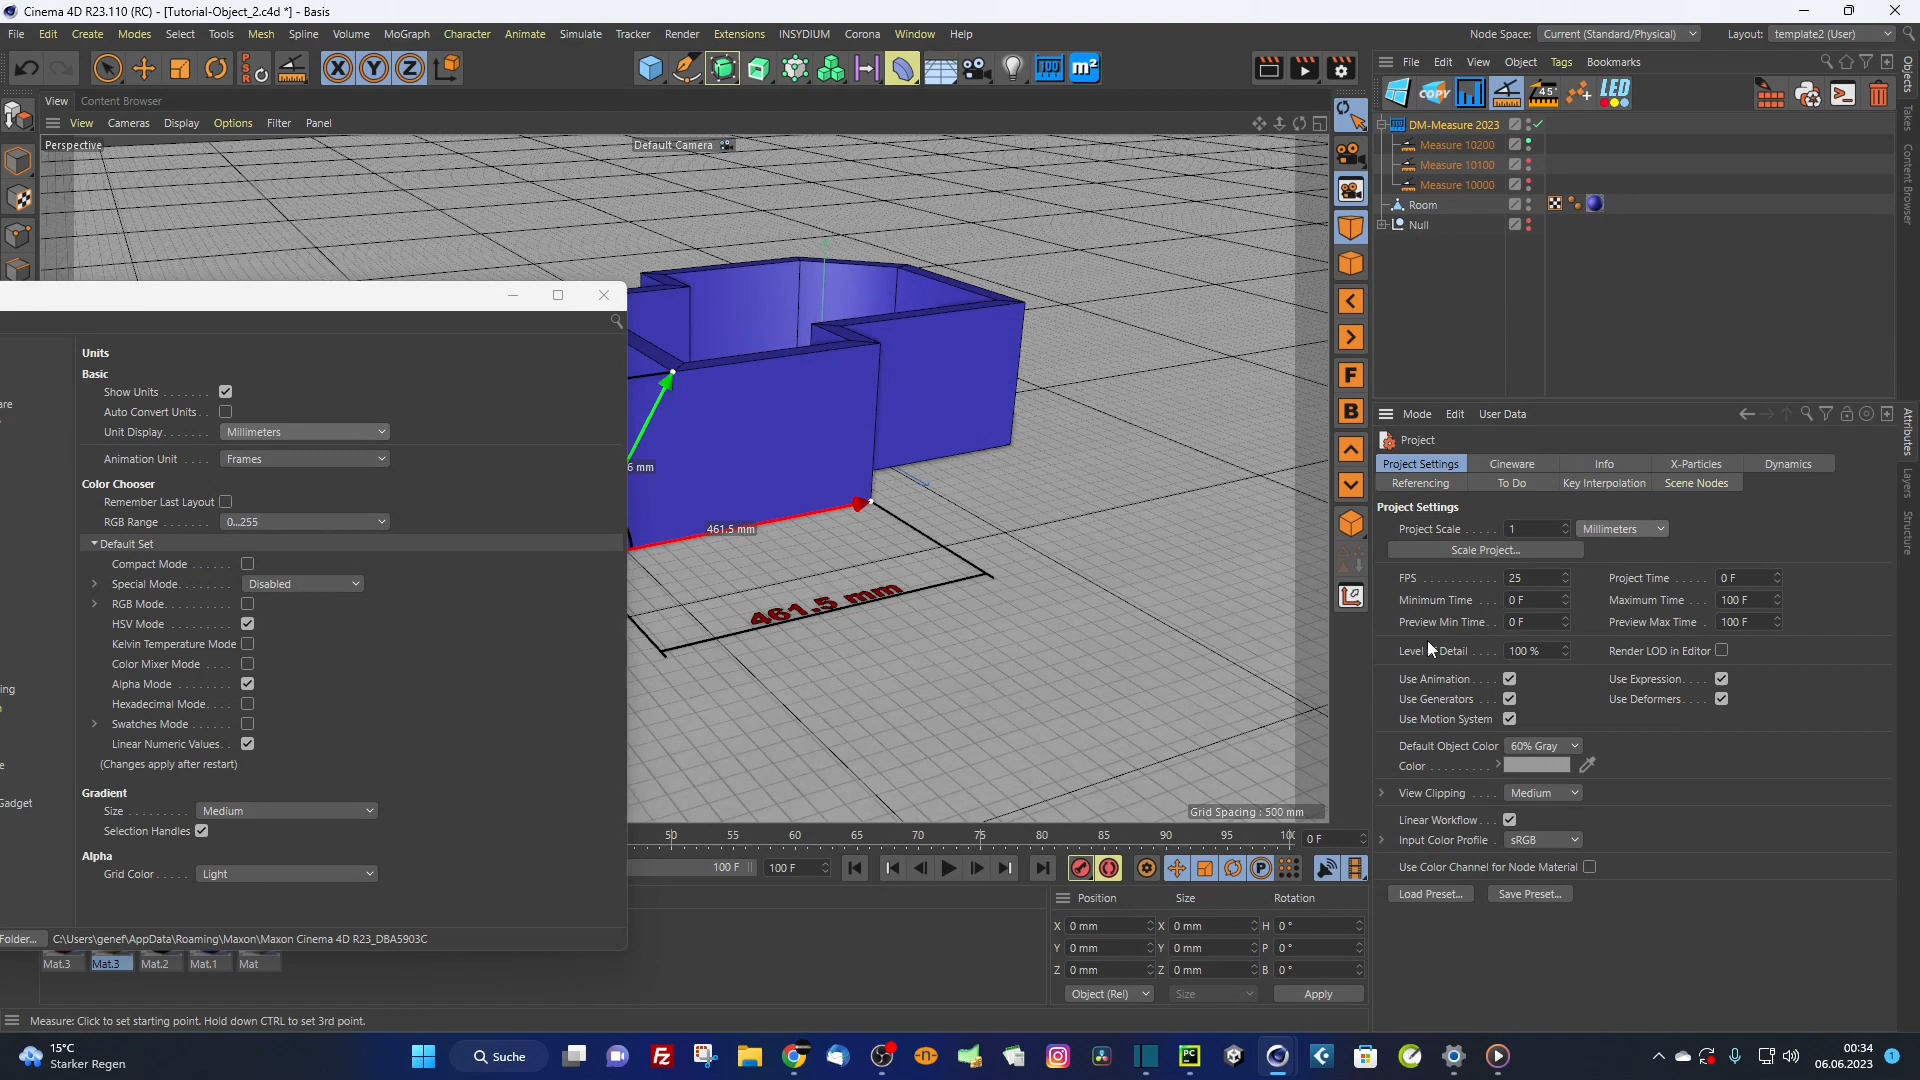 Cinema 4D R23.110 (RC) - [Tutorial-Object_2.c4d *] - Basis
File Edit Create Modes Select Tools Mesh Spline Volume MoGraph Character Animate Simulate Tracker Render Extensions INSYDIUM Corona Window Help
Node Space: Current (Standard/Physical) Layout: template2 (User)
PSR X Y Z m²
View Content Browser
View Cameras Display Options Filter Panel
Perspective
Default Camera
File Edit View Object Tags Bookmarks
COPY 45 LED
DM-Measure 2023
Measure 10200
Measure 10100
Measure 10000
Room
Null
Objects
Takes
Content Browser
F
B
Units
Basic
Show Units
Auto Convert Units
Unit Display Millimeters
Animation Unit Frames
Color Chooser
Remember Last Layout
RGB Range 0...255
Default Set
Compact Mode
Special Mode Disabled
RGB Mode
HSV Mode
Kelvin Temperature Mode
Color Mixer Mode
Alpha Mode
Hexadecimal Mode
Swatches Mode
Linear Numeric Values
(Changes apply after restart)
Gradient
Size Medium
Selection Handles
Alpha
Grid Color Light
Folder... C:\Users\genef\AppData\Roaming\Maxon\Maxon Cinema 4D R23_DBA5903C
6 mm
461.5 mm
461.5 mm
Grid Spacing : 500 mm
Mode Edit User Data
Project
Project Settings Cineware Info X-Particles Dynamics
Referencing To Do Key Interpolation Scene Nodes
Project Settings
Project Scale 1 Millimeters
Scale Project...
FPS 25 Project Time 0 F
Minimum Time 0 F Maximum Time 100 F
Preview Min Time 0 F Preview Max Time 100 F
Level Detail 100 % Render LOD in Editor
Use Animation Use Expression
Use Generators Use Deformers
Use Motion System
Default Object Color 60% Gray
Color
View Clipping Medium
Linear Workflow
Input Color Profile sRGB
Use Color Channel for Node Material
Load Preset... Save Preset...
Attributes
Layers
Structure
50 55 60 65 70 75 80 85 90 95 0 F
100 F 100 F
P
Position Size Rotation
X 0 mm X 0 mm H 0 °
Y 0 mm Y 0 mm P 0 °
Z 0 mm Z 0 mm B 0 °
Object (Rel) Size Apply
Mat.3 Mat.3 Mat.2 Mat.1 Mat
Measure: Click to set starting point. Hold down CTRL to set 3rd point.
15°C
Starker Regen
Suche
00:34
06.06.2023
1